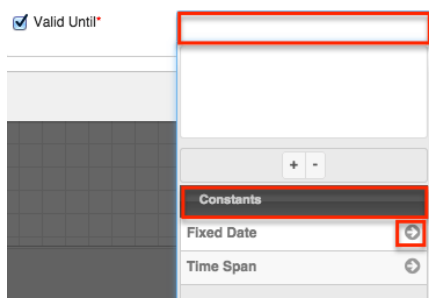 Valid Until*
+ -
Constants
Fixed Date
Time Span